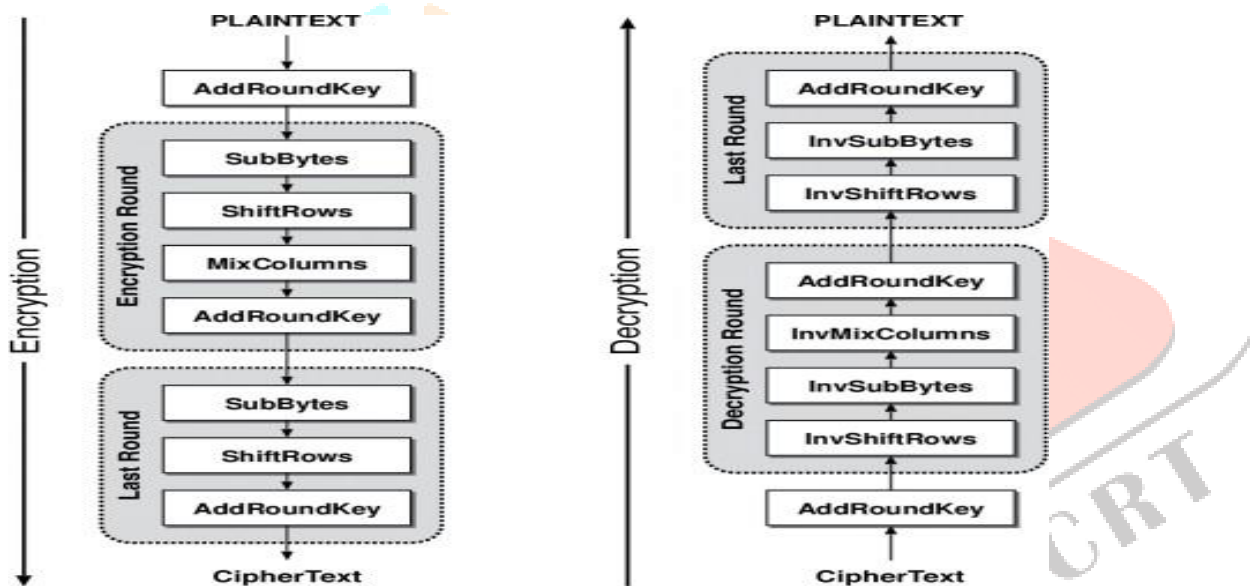 PLAINTEXT
AddRoundKey
Encryption Round
SubBytes
ShiftRows
MixColumns
AddRoundKey
Last Round
SubBytes
ShiftRows
AddRoundKey
CipherText
Encryption
PLAINTEXT
Last Round
AddRoundKey
InvSubBytes
InvShiftRows
Decryption Round
AddRoundKey
InvMixColumns
InvSubBytes
InvShiftRows
AddRoundKey
CipherText
Decryption
CRT